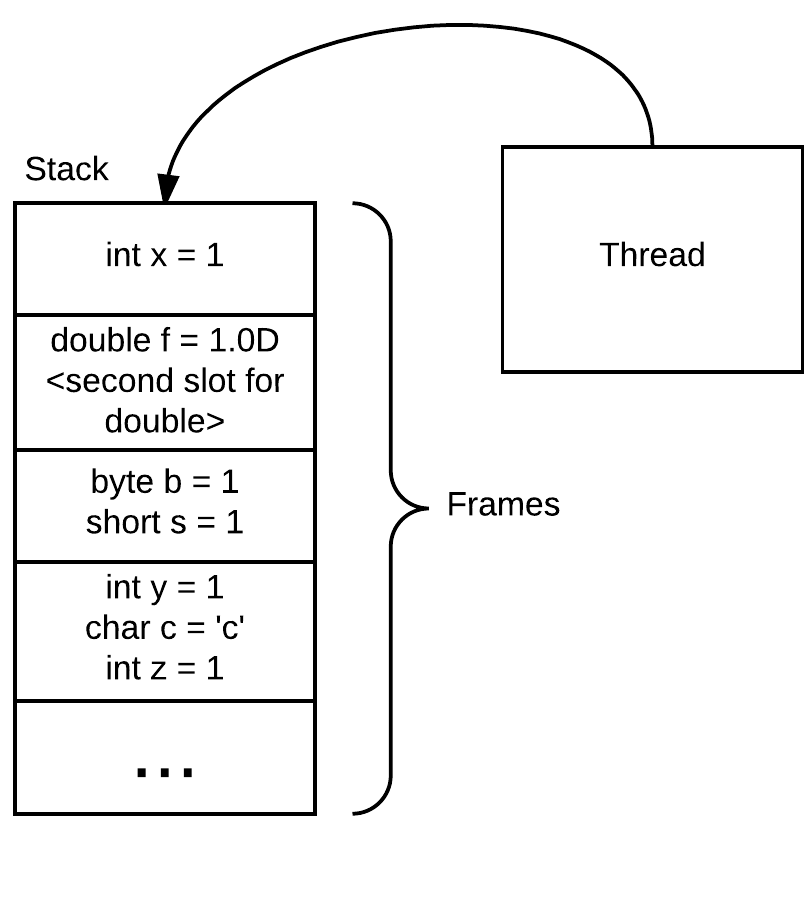 Stack
int x = 1
double f = 1.0D
<second slot for
double>
byte b = 1
short s = 1
int y = 1
char c = 'c'
int z = 1
...
Thread
Frames